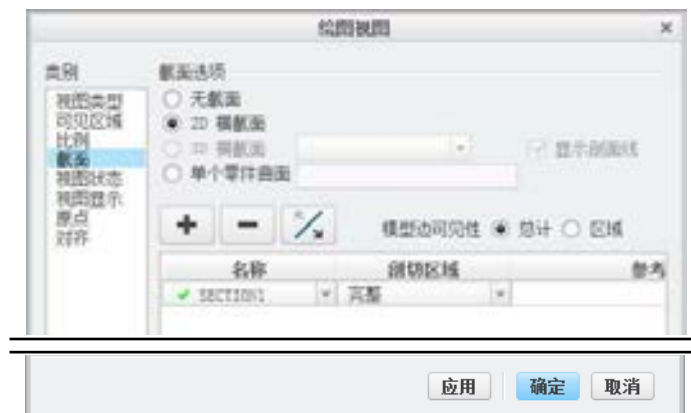 绘图视图
类别
视图类型
可见区域
比例
截面
视图状态
视图显示
原点
对齐
截面选项
无截面
2D 横截面
3D 横截面
显示剖面线
单个零件曲面
模型边可见性 总计 区域
名称 剖切区域 参考
SECTION1 完整
应用 确定 取消